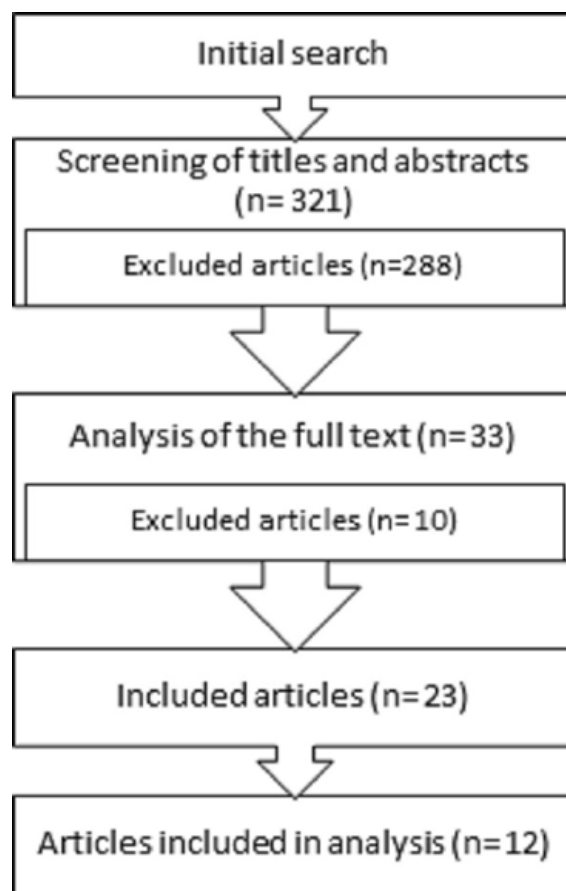 Initial search
Screening of titles and abstracts
(n= 321)
Excluded articles (n=288)
Analysis of the full text (n=33)
Excluded articles (n=10)
Included articles (n=23)
Articles included in analysis (n=12)